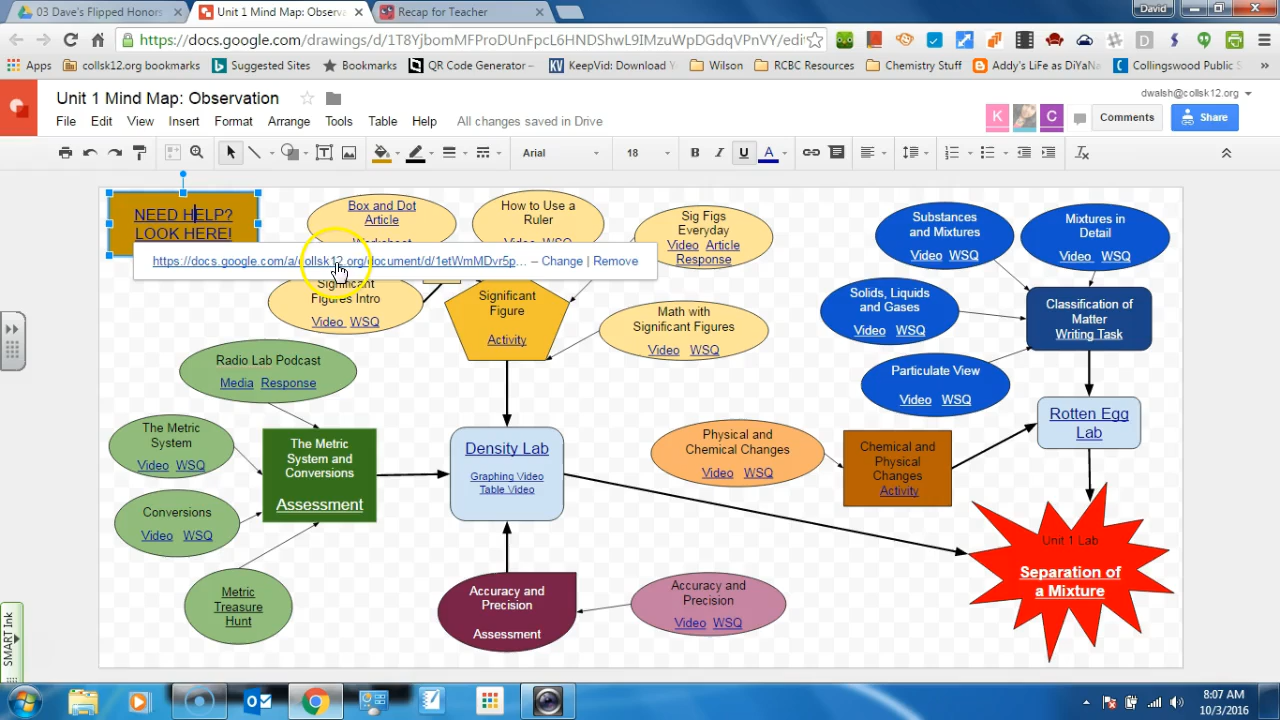 03 Dave's Flipped Honors
Unit 1 Mind Map: Observa
Recap for Teacher
David
https://docs.google.com/drawings/d/1T8YjbomMFProDUnFpcL6HNDShwL9IMzuWpDGdqVPnVY/edi
Apps
collsk12.org bookmarks
Suggested Sites
Bookmarks
QR Code Generator –
KeepVid: Download Y
Wilson
RCBC Resources
Chemistry Stuff
Addy's LiFe as DiYaNa
Collingswood Public S
Unit 1 Mind Map: Observation
dwalsh@collsk12.org
File Edit View Insert Format Tools Table Help All changes saved in Drive
K
C
Comments
Share
Arial
18
NEED HELP?
LOOK HERE!
https://docs.google.com/a/collsk12.org/document/d/1etWmMDvr5p... – Change | Remove
Box and Dot
Article
Worksheet
How to Use a
Ruler
Video WSQ
Sig Figs
Everyday
Video Article
Response
Significant
Figures Intro
Video WSQ
Significant
Figure
Activity
Math with
Significant Figures
Video WSQ
Substances
and Mixtures
Video WSQ
Mixtures in
Detail
Video WSQ
Solids, Liquids
and Gases
Video WSQ
Classification of
Matter
Writing Task
Particulate View
Video WSQ
Radio Lab Podcast
Media Response
The Metric
System
Video WSQ
The Metric
System and
Conversions
Assessment
Conversions
Video WSQ
Metric
Treasure
Hunt
Density Lab
Graphing Video
Table Video
Physical and
Chemical Changes
Video WSQ
Chemical and
Physical
Changes
Activity
Rotten Egg
Lab
Unit 1 Lab
Separation of
a Mixture
Accuracy and
Precision
Assessment
Accuracy and
Precision
Video WSQ
SMART Ink
8:07 AM
10/3/2016